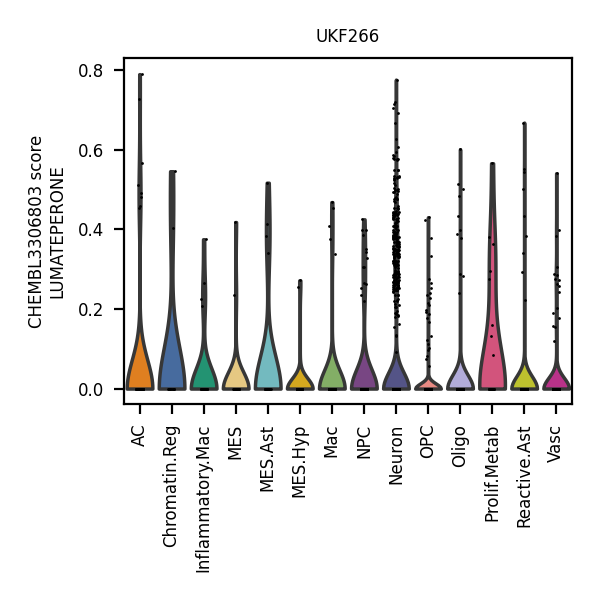 UKF266
CHEMBL3306803 score
LUMATEPERONE
0.8
0.6
0.4
0.2
0.0
AC
Chromatin.Reg
Inflammatory.Mac
MES
MES.Ast
MES.Hyp
Mac
NPC
Neuron
OPC
Oligo
Prolif.Metab
Reactive.Ast
Vasc